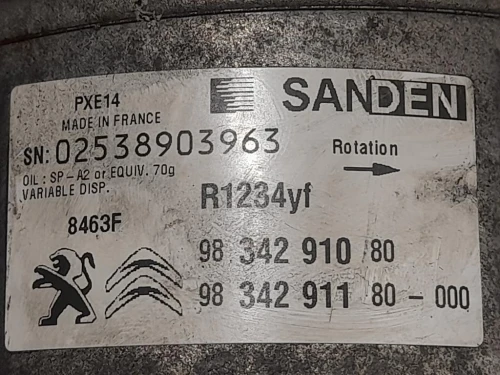 PXE14
MADE IN FRANCE
SANDEN
SN: 02538903963
Rotation
OIL : SP-A2 or EQUIV. 70g
VARIABLE DISP.
R1234yf
8463F
98 342 910 80
98 342 911 80-000